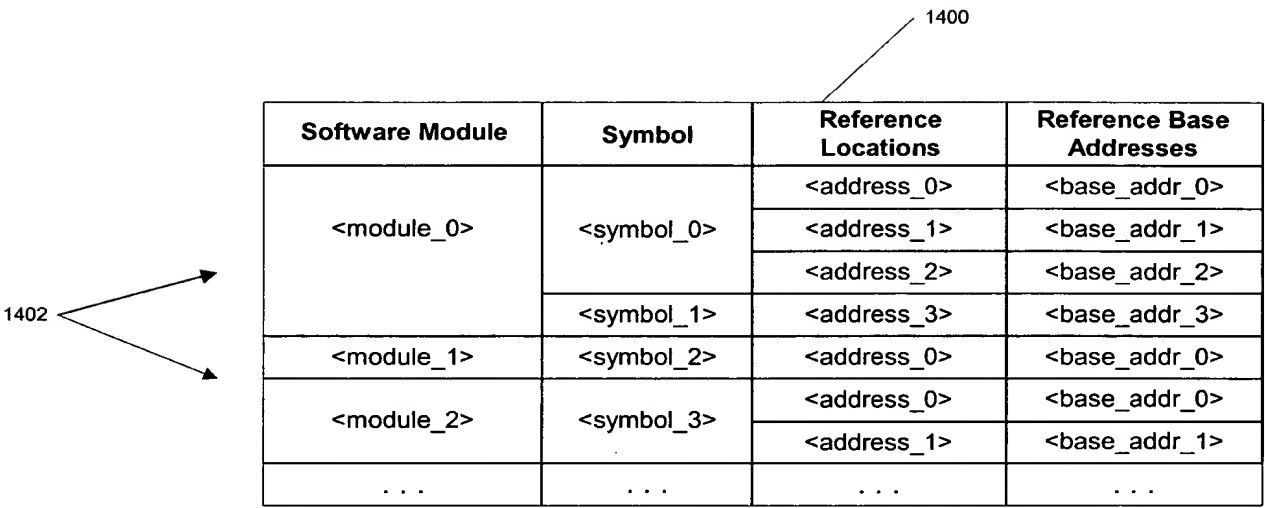 1400
Software Module Symbol Reference Locations Reference Base Addresses
<module_0> <symbol_0> <address_0> <base_addr_0>
<address_1> <base_addr_1>
<address_2> <base_addr_2>
<symbol_1> <address_3> <base_addr_3>
1402
<module_1> <symbol_2> <address_0> <base_addr_0>
<module_2> <symbol_3> <address_0> <base_addr_0>
<address_1> <base_addr_1>
. . . . . . . . . . . .